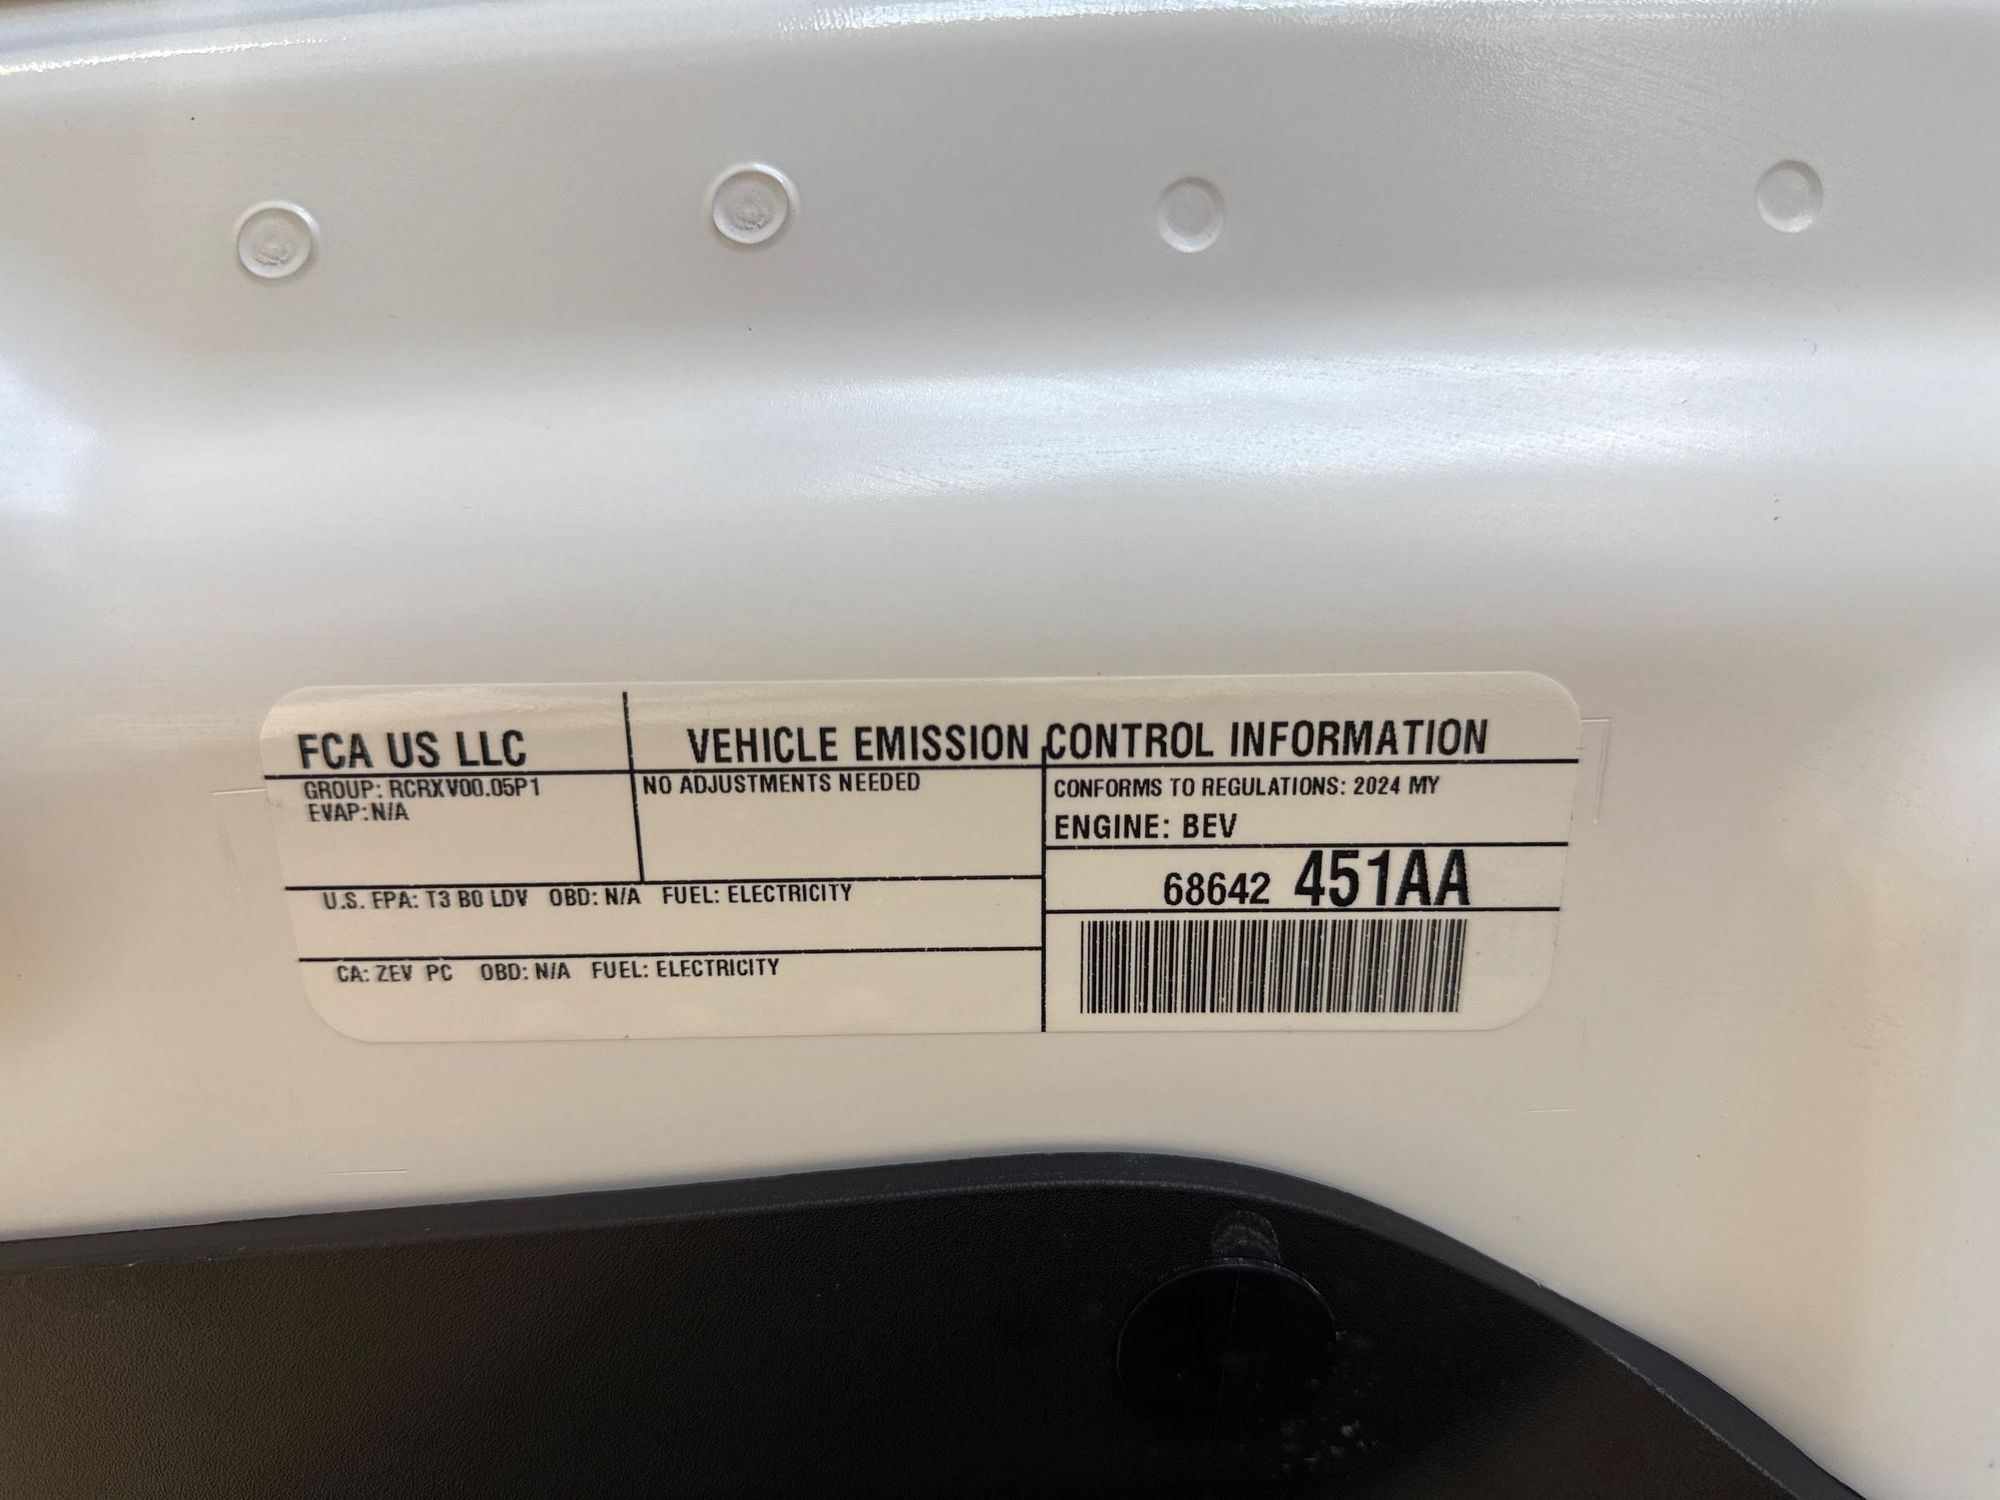 FCA US LLC
VEHICLE EMISSION CONTROL INFORMATION
GROUP: RCRXV00.05P1
EVAP: N/A
NO ADJUSTMENTS NEEDED
CONFORMS TO REGULATIONS: 2024 MY
ENGINE: BEV
68642 451AA
U.S. EPA: T3 B0 LDV OBD: N/A FUEL: ELECTRICITY
CA: ZEV PC OBD: N/A FUEL: ELECTRICITY